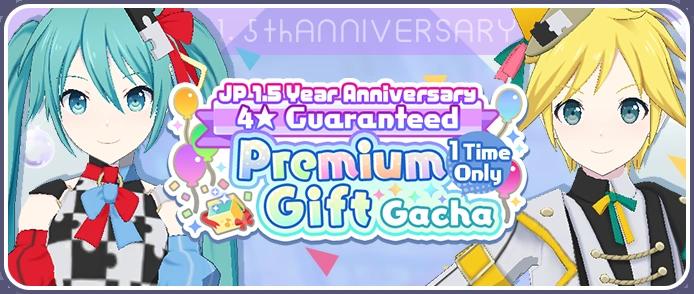 1.5thANNIVERSARY
JP 1.5 Year Anniversary
4★ Guaranteed
Premium
1 Time
Only
Gift Gacha